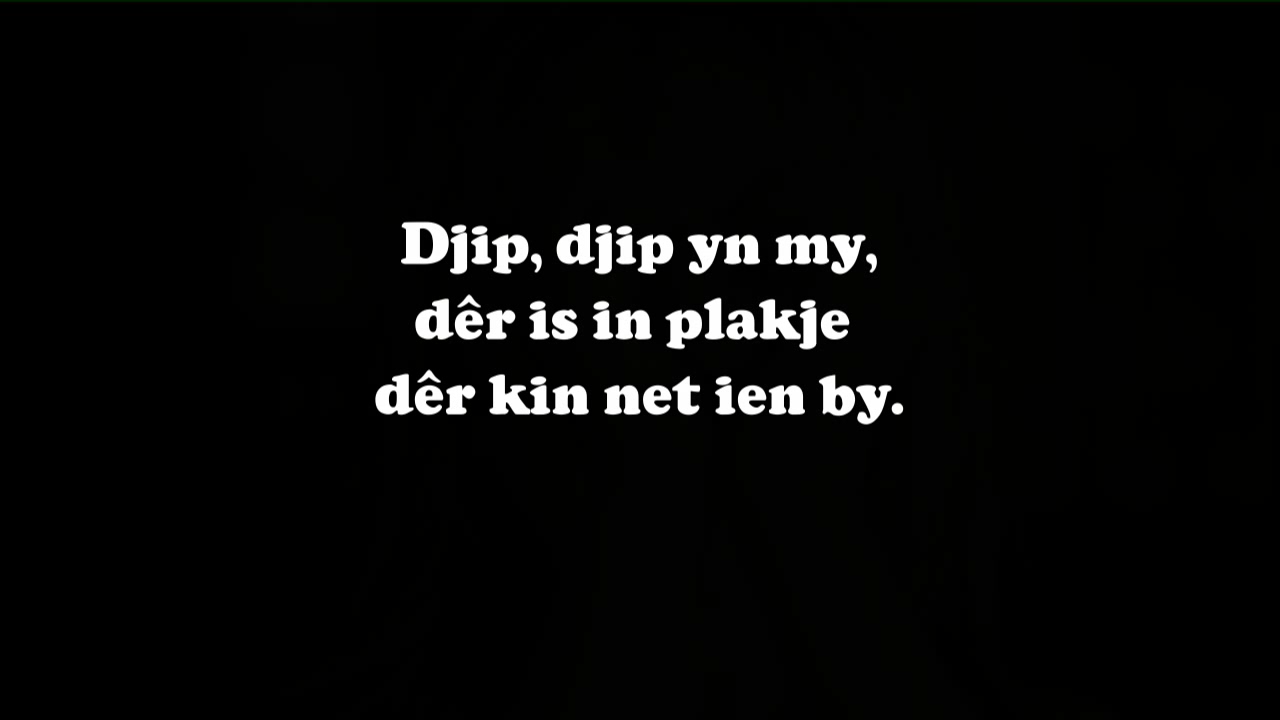 Djip, djip yn my,
dêr is in plakje
dêr kin net ien by.